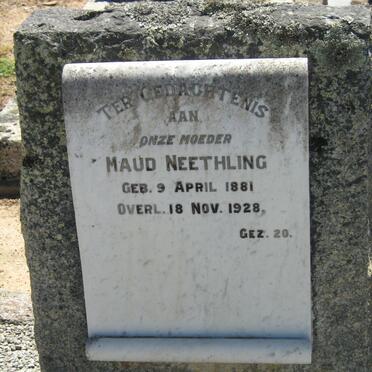 TER GEDACHTENIS
AAN
ONZE MOEDER
MAUD NEETHLING
GEB. 9 APRIL 1881
OVERL. 18 NOV. 1928.
GEZ. 20.